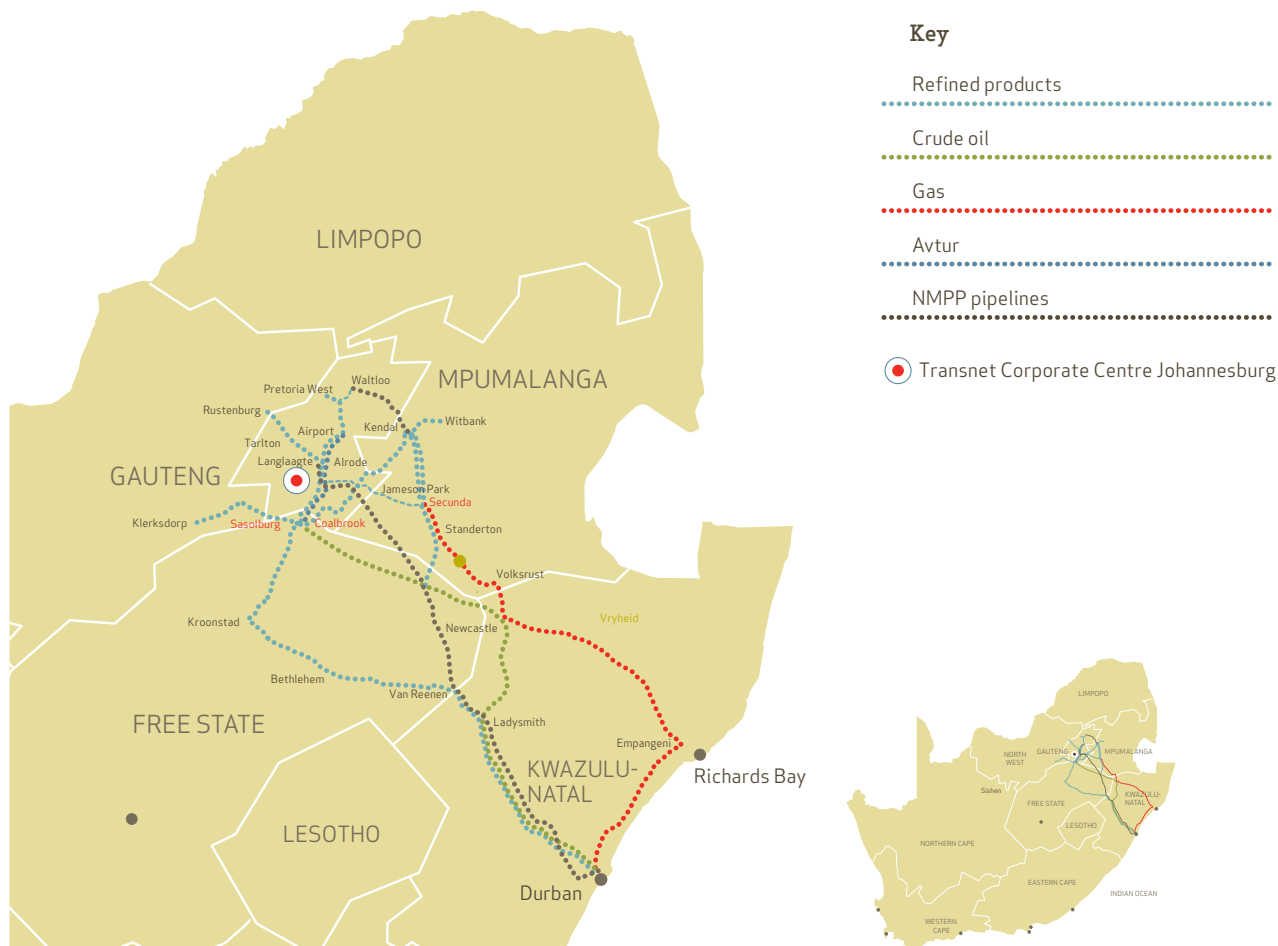 Key
Refined products
Crude oil
Gas
Avtur
NMPP pipelines
Transnet Corporate Centre Johannesburg
LIMPOPO
MPUMALANGA
Waltloo
Pretoria West
Rustenburg
Witbank
Kendal
Airport
Tarlton
Langlaagte
Alrode
GAUTENG
Jameson Park
Secunda
Klerksdorp
Sasolburg
Coalbrook
Standerton
Volksrust
Vryheid
Kroonstad
Newcastle
Bethlehem
Van Reenen
FREE STATE
Ladysmith
Empangeni
KWAZULU-
NATAL
Richards Bay
LESOTHO
Durban
LIMPOPO
NORTH
WEST
GAUTENG
MPUMALANGA
Sishen
FREE STATE
KWAZULU-
NATAL
LESOTHO
NORTHERN CAPE
EASTERN CAPE
INDIAN OCEAN
WESTERN
CAPE